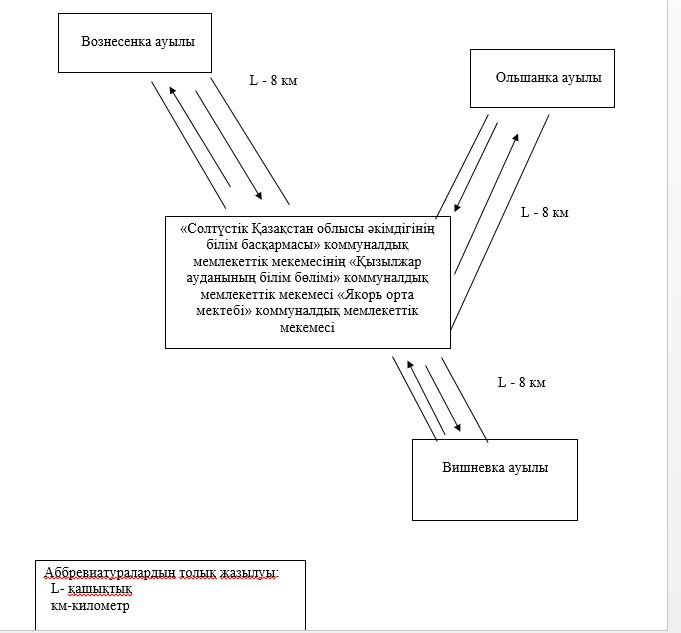 Вознесенка ауылы
L - 8 км
Ольшанка ауылы
L - 8 км
«Солтүстік Қазақстан облысы әкімдігінің
білім басқармасы» коммуналдық
мемлекеттік мекемесінің «Қызылжар
ауданының білім бөлімі» коммуналдық
мемлекеттік мекемесі «Якорь орта
мектебі» коммуналдық мемлекеттік
мекемесі
L - 8 км
Вишневка ауылы
Аббревиатуралардың толық жазылуы:
L- қашықтық
км-километр